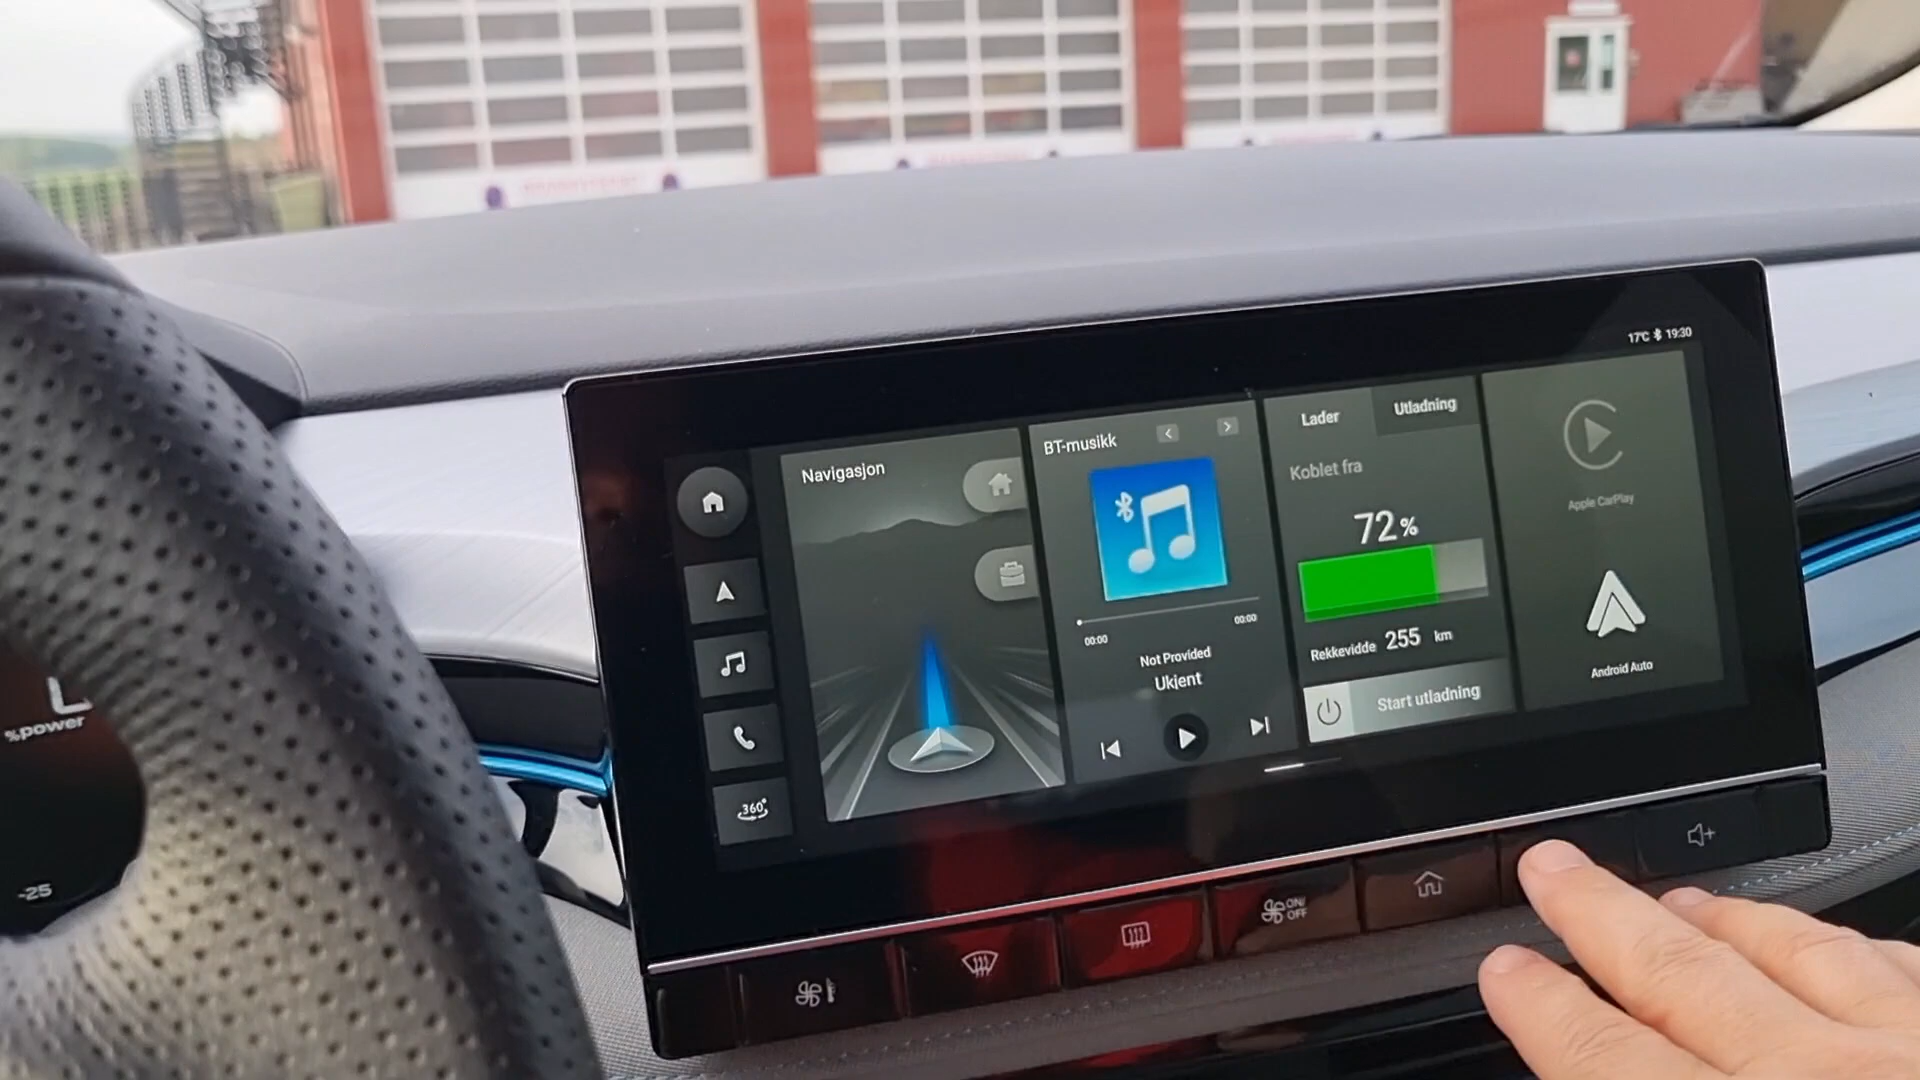 17°C 19:30
Navigasjon
BT-musikk
00:00
00:00
Not Provided
Ukjent
Lader
Utladning
Koblet fra
72%
Rekkevidde 255 km
Start utladning
Apple CarPlay
Android Auto
360°
ON/
OFF
%power
-25